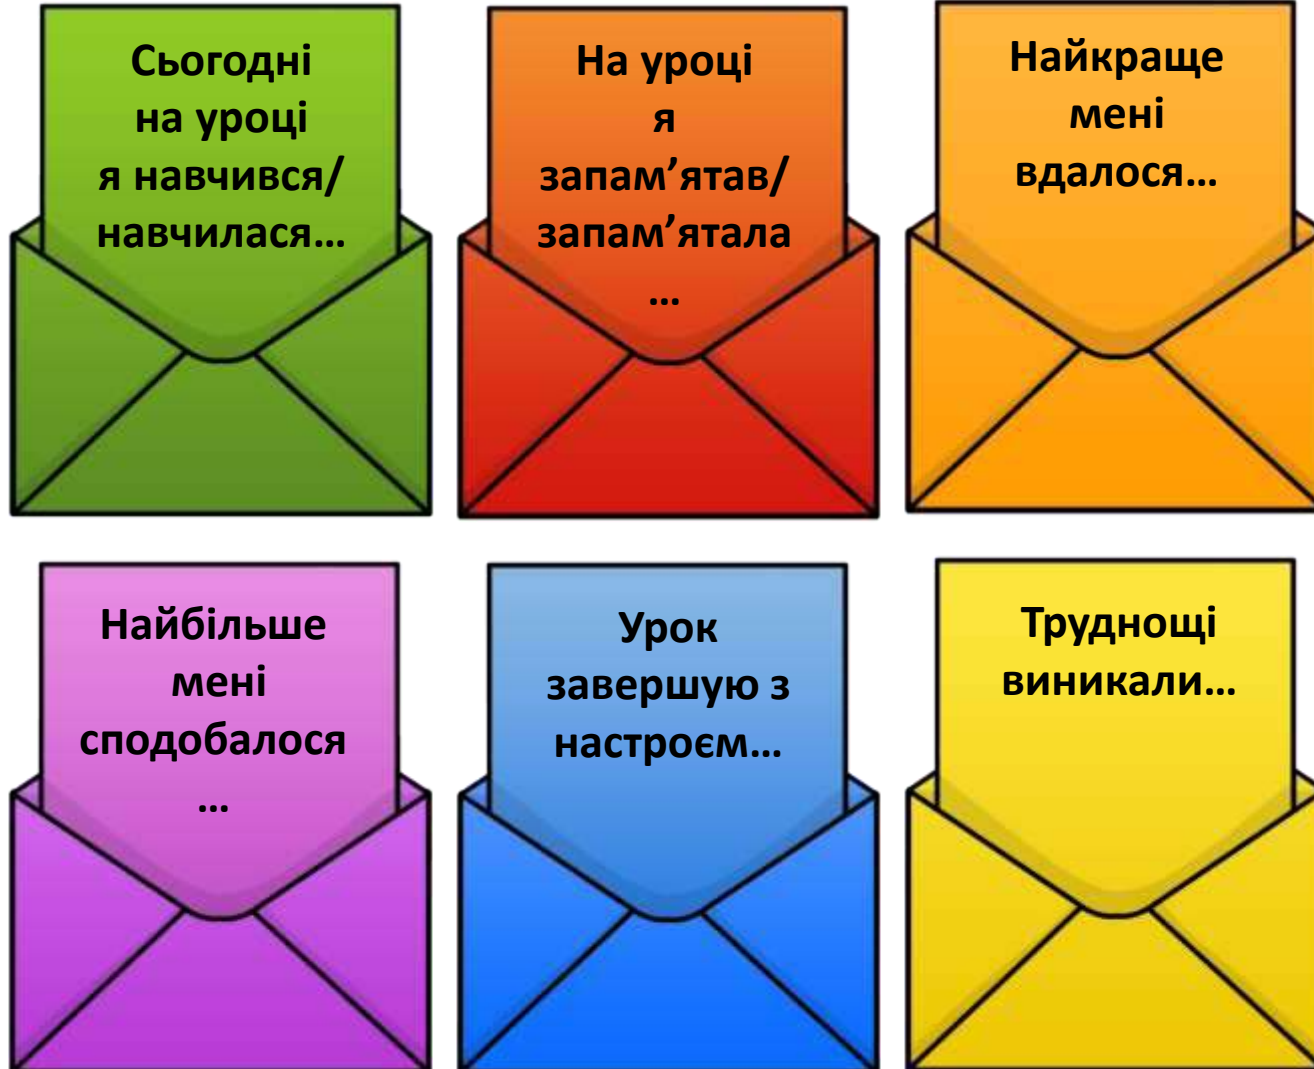 Сьогодні
на уроці
я навчився/
навчилася…
На уроці
я
запам’ятав/
запам’ятала
…
Найкраще
мені
вдалося…
Найбільше
мені
сподобалося
…
Урок
завершую з
настроєм…
Труднощі
виникали…